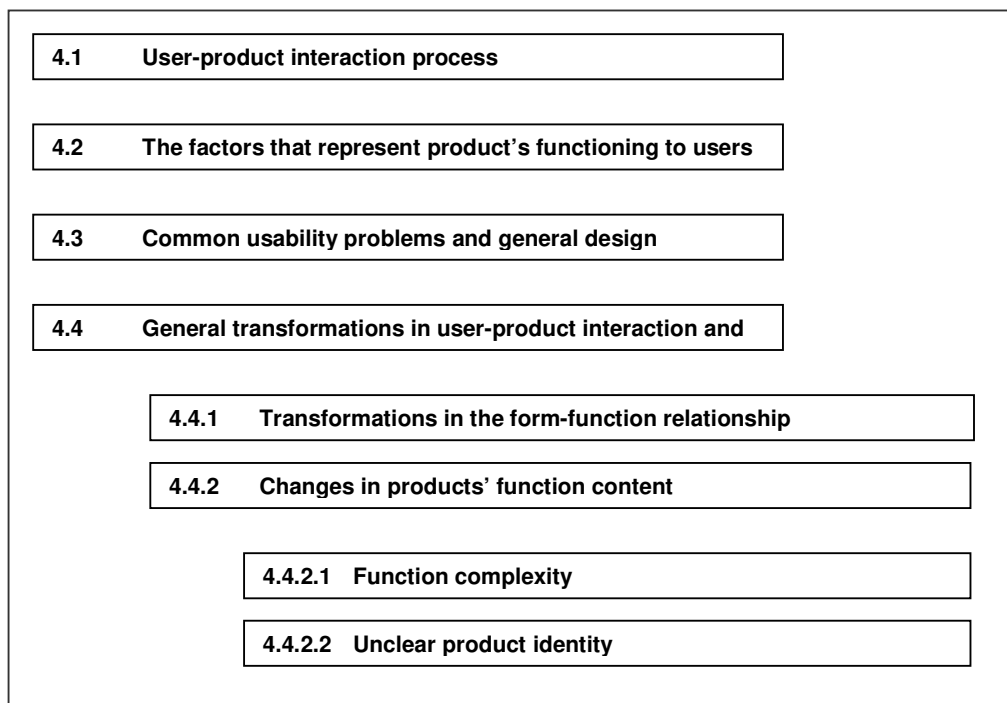 4.1 User-product interaction process
4.2 The factors that represent product’s functioning to users
4.3 Common usability problems and general design
4.4 General transformations in user-product interaction and
4.4.1 Transformations in the form-function relationship
4.4.2 Changes in products’ function content
4.4.2.1 Function complexity
4.4.2.2 Unclear product identity